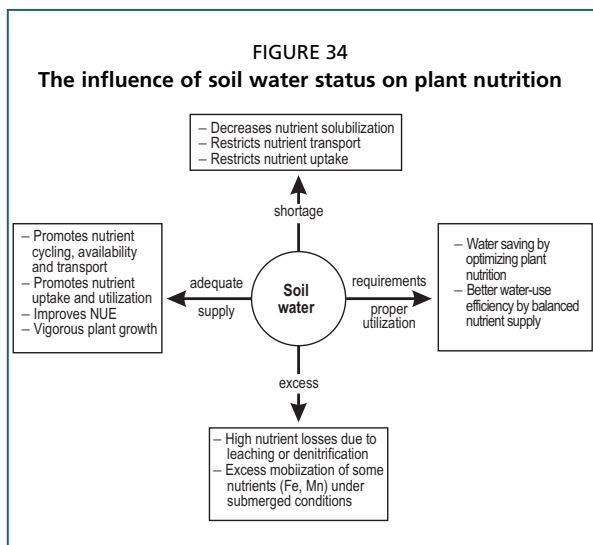 FIGURE 34
The influence of soil water status on plant nutrition
– Decreases nutrient solubilization
– Restricts nutrient transport
– Restricts nutrient uptake
shortage
– Promotes nutrient
cycling, availability
and transport
– Promotes nutrient
uptake and utilization
– Improves NUE
– Vigorous plant growth
adequate
supply
Soil
water
requirements
proper
utilization
– Water saving by
optimizing plant
nutrition
– Better water-use
efficiency by balanced
nutrient supply
excess
– High nutrient losses due to
leaching or denitrification
– Excess mobiization of some
nutrients (Fe, Mn) under
submerged conditions